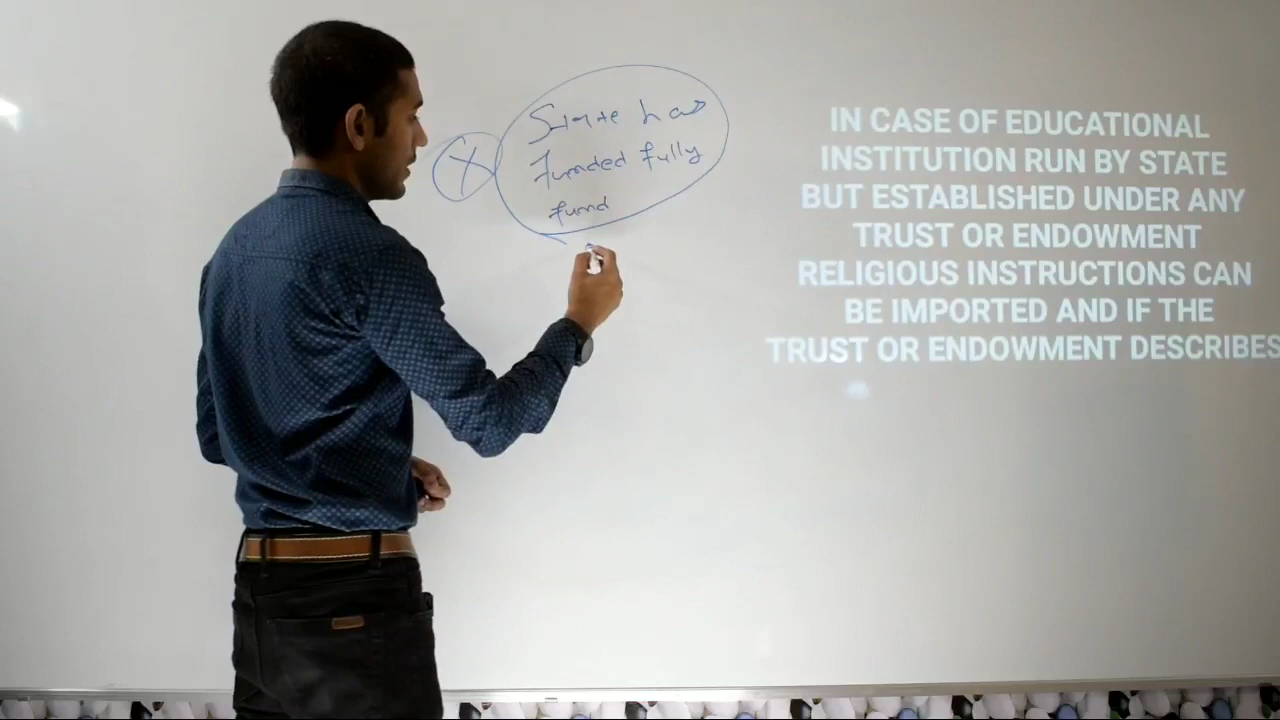 State has
funded fully
fund
IN CASE OF EDUCATIONAL
INSTITUTION RUN BY STATE
BUT ESTABLISHED UNDER ANY
TRUST OR ENDOWMENT
RELIGIOUS INSTRUCTIONS CAN
BE IMPORTED AND IF THE
TRUST OR ENDOWMENT DESCRIBES